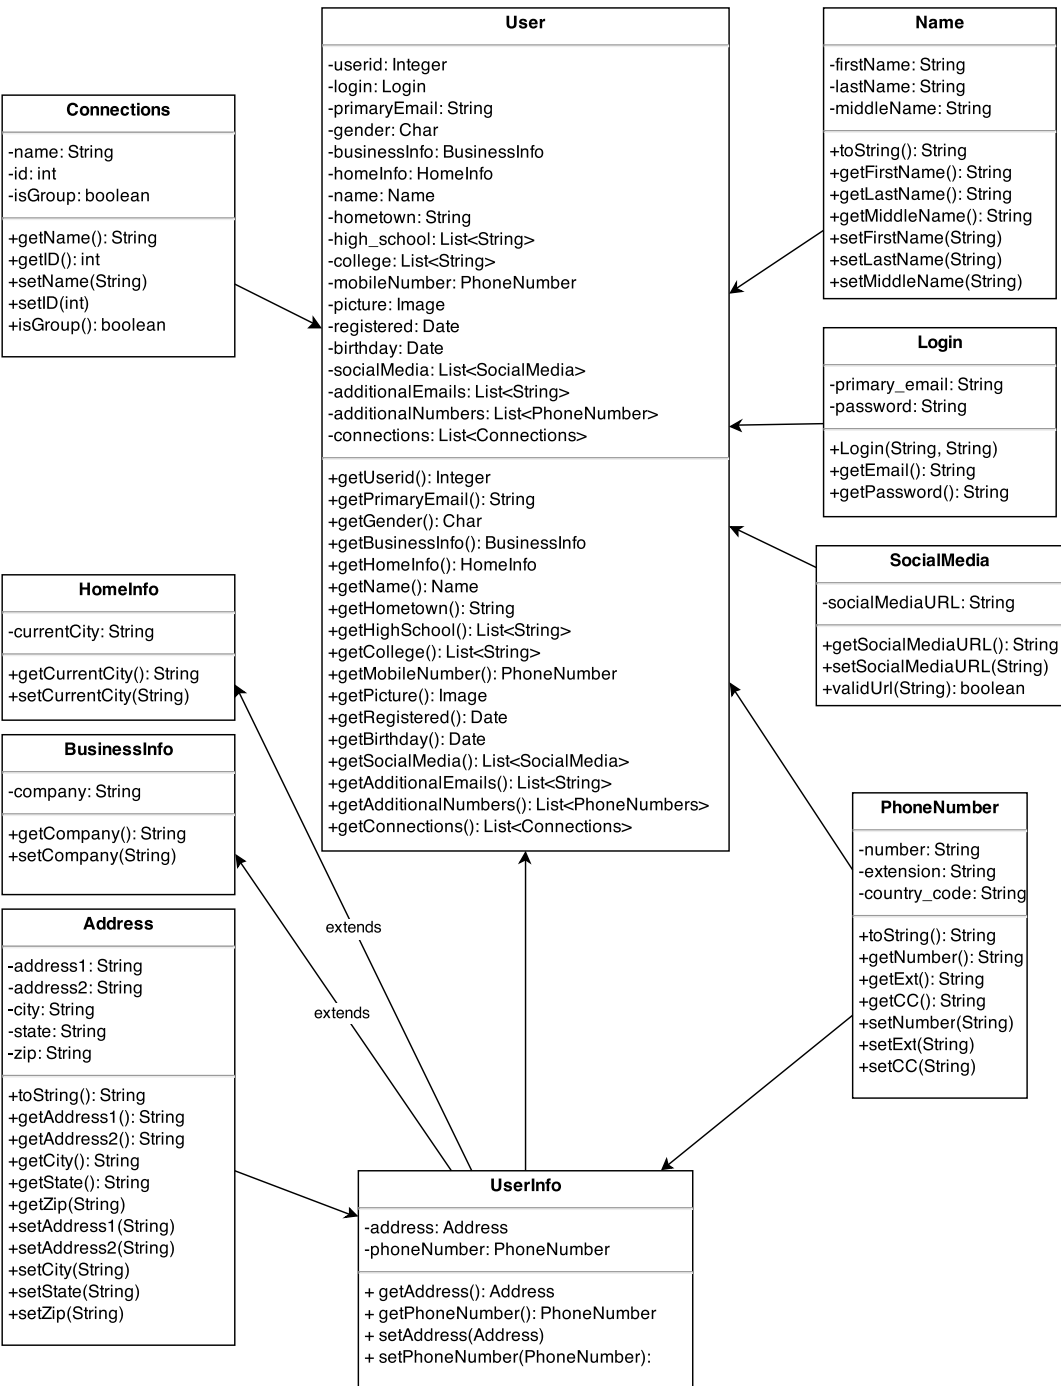 User
-userid: Integer
-login: Login
-primaryEmail: String
-gender: Char
-businessInfo: BusinessInfo
-homeInfo: HomeInfo
-name: Name
-hometown: String
-high_school: List<String>
-college: List<String>
-mobileNumber: PhoneNumber
-picture: Image
-registered: Date
-birthday: Date
-socialMedia: List<SocialMedia>
-additionalEmails: List<String>
-additionalNumbers: List<PhoneNumber>
-connections: List<Connections>
+getUserid(): Integer
+getPrimaryEmail(): String
+getGender(): Char
+getBusinessInfo(): BusinessInfo
+getHomeInfo(): HomeInfo
+getName(): Name
+getHometown(): String
+getHighSchool(): List<String>
+getCollege(): List<String>
+getMobileNumber(): PhoneNumber
+getPicture(): Image
+getRegistered(): Date
+getBirthday(): Date
+getSocialMedia(): List<SocialMedia>
+getAdditionalEmails(): List<String>
+getAdditionalNumbers(): List<PhoneNumbers>
+getConnections(): List<Connections>
Name
-firstName: String
-lastName: String
-middleName: String
+toString(): String
+getFirstName(): String
+getLastName(): String
+getMiddleName(): String
+setFirstName(String)
+setLastName(String)
+setMiddleName(String)
Connections
-name: String
-id: int
-isGroup: boolean
+getName(): String
+getID(): int
+setName(String)
+setID(int)
+isGroup(): boolean
Login
-primary_email: String
-password: String
+Login(String, String)
+getEmail(): String
+getPassword(): String
SocialMedia
-socialMediaURL: String
+getSocialMediaURL(): String
+setSocialMediaURL(String)
+validUrl(String): boolean
HomeInfo
-currentCity: String
+getCurrentCity(): String
+setCurrentCity(String)
BusinessInfo
-company: String
+getCompany(): String
+setCompany(String)
PhoneNumber
-number: String
-extension: String
-country_code: String
+toString(): String
+getNumber(): String
+getExt(): String
+getCC(): String
+setNumber(String)
+setExt(String)
+setCC(String)
Address
-address1: String
-address2: String
-city: String
-state: String
-zip: String
+toString(): String
+getAddress1(): String
+getAddress2(): String
+getCity(): String
+getState(): String
+getZip(String)
+setAddress1(String)
+setAddress2(String)
+setCity(String)
+setState(String)
+setZip(String)
extends
extends
UserInfo
-address: Address
-phoneNumber: PhoneNumber
+ getAddress(): Address
+ getPhoneNumber(): PhoneNumber
+ setAddress(Address)
+ setPhoneNumber(PhoneNumber):